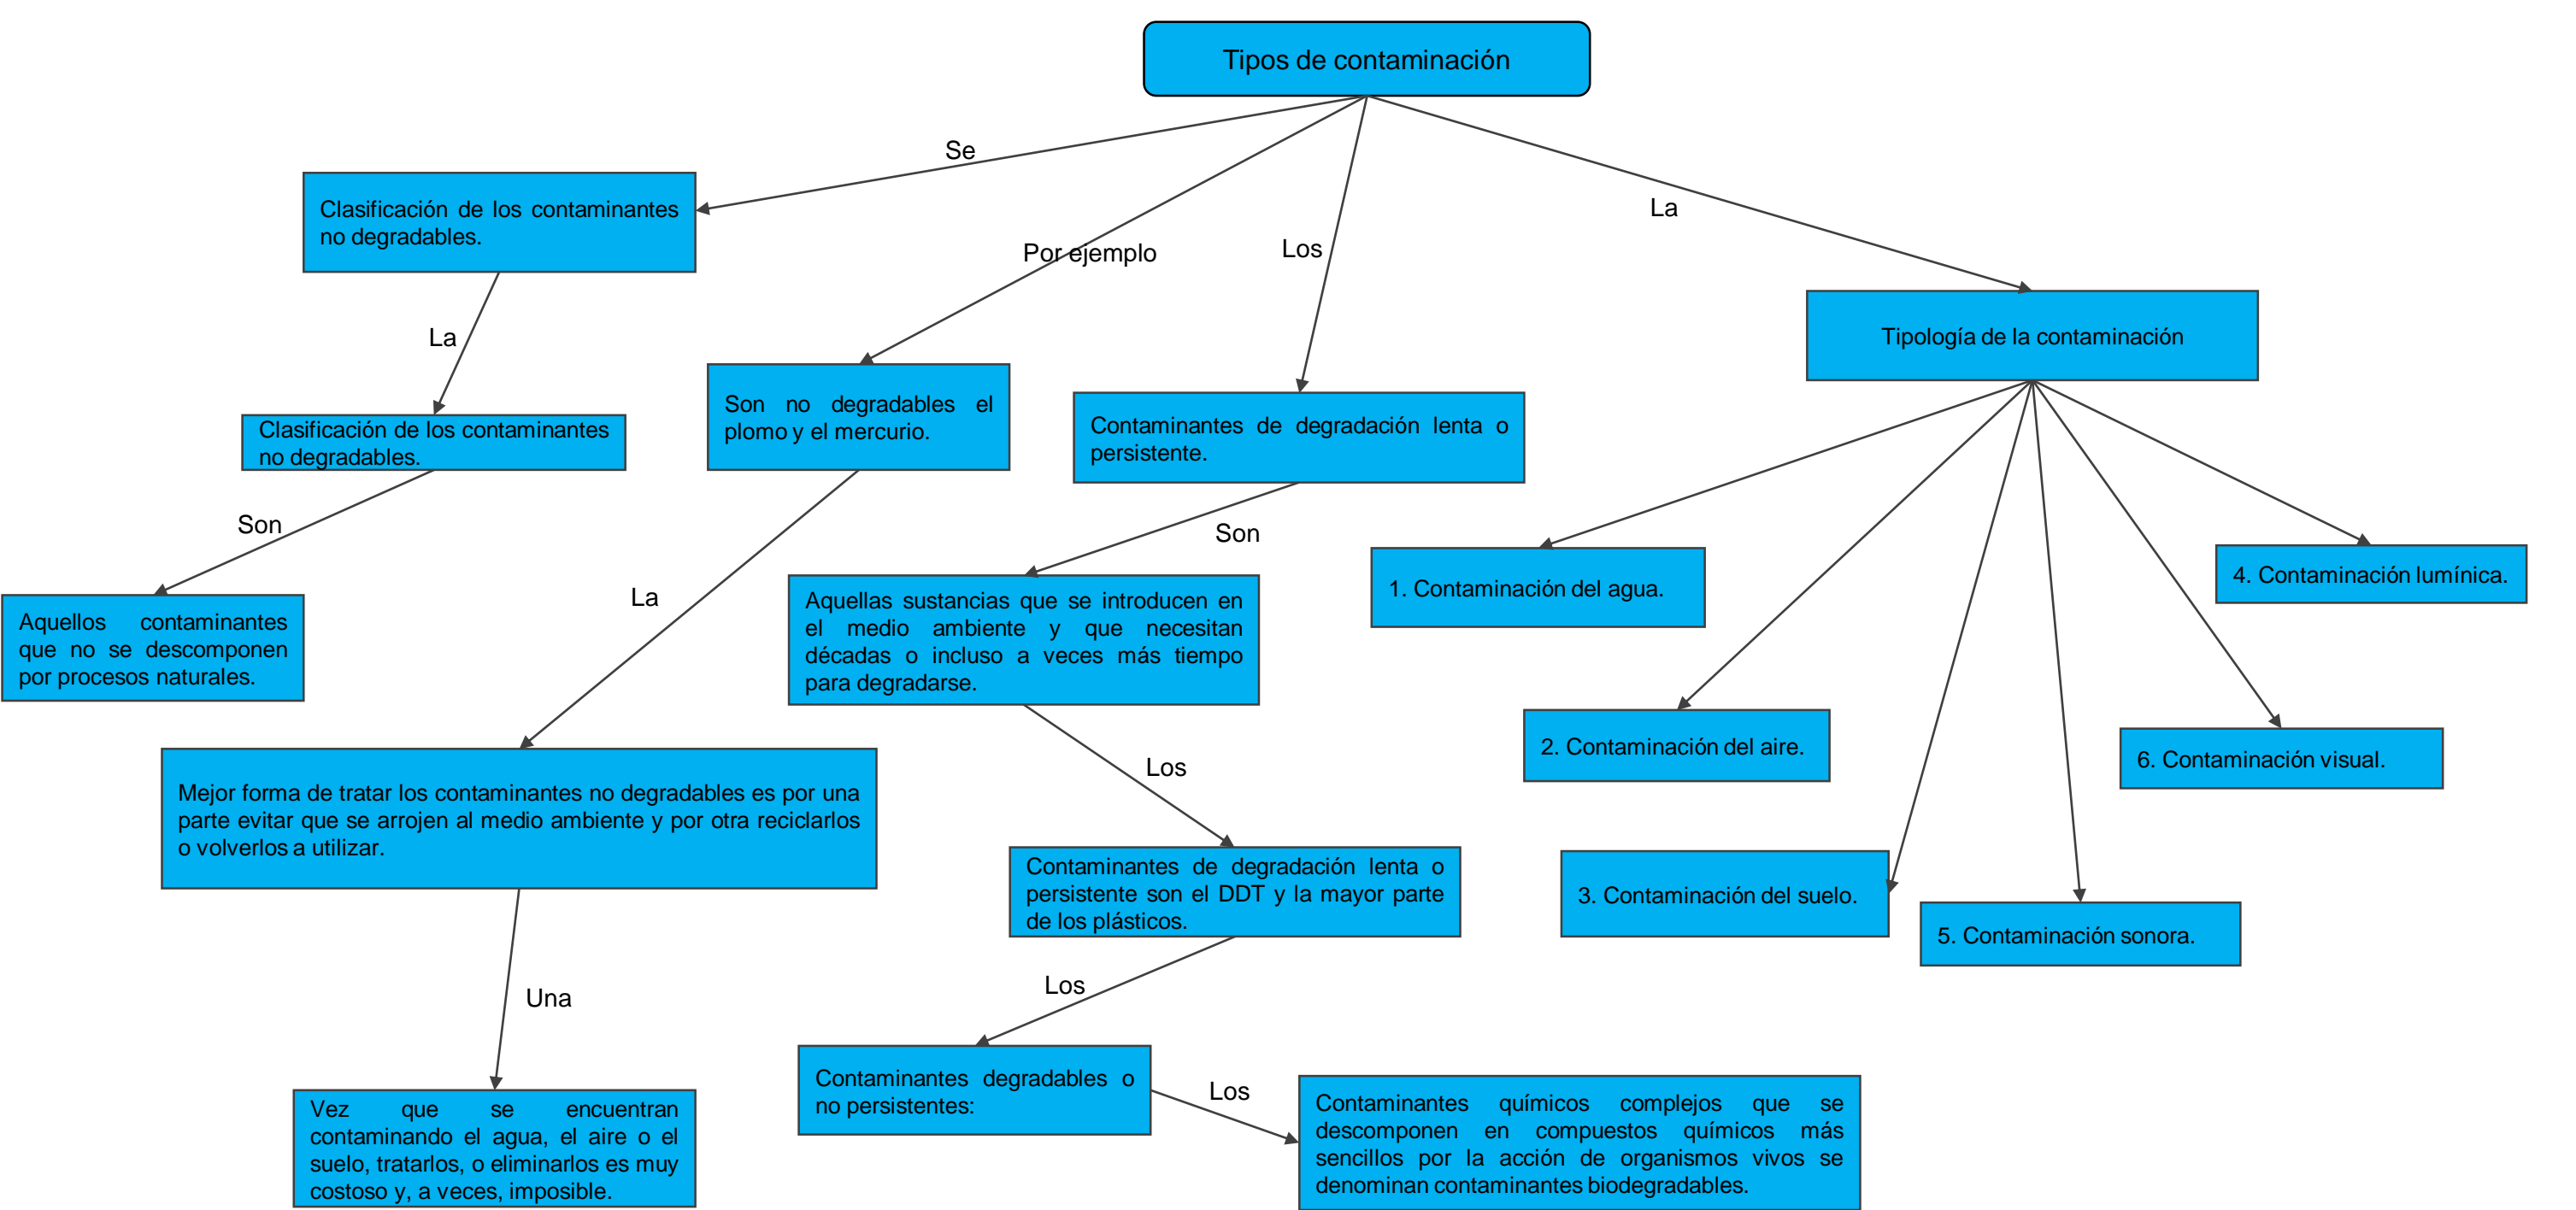 Tipos de contaminación
Se
Por ejemplo
Los
La
Clasificación de los contaminantes
no degradables.
La
Clasificación de los contaminantes
no degradables.
Son
Aquellos contaminantes
que no se descomponen
por procesos naturales.
Son no degradables el
plomo y el mercurio.
La
Mejor forma de tratar los contaminantes no degradables es por una
parte evitar que se arrojen al medio ambiente y por otra reciclarlos
o volverlos a utilizar.
Una
Vez que se encuentran
contaminando el agua, el aire o el
suelo, tratarlos, o eliminarlos es muy
costoso y, a veces, imposible.
Contaminantes de degradación lenta o
persistente.
Son
Aquellas sustancias que se introducen en
el medio ambiente y que necesitan
décadas o incluso a veces más tiempo
para degradarse.
Los
Contaminantes de degradación lenta o
persistente son el DDT y la mayor parte
de los plásticos.
Los
Contaminantes degradables o
no persistentes:
Los
Contaminantes químicos complejos que se
descomponen en compuestos químicos más
sencillos por la acción de organismos vivos se
denominan contaminantes biodegradables.
Tipología de la contaminación
1. Contaminación del agua.
2. Contaminación del aire.
3. Contaminación del suelo.
4. Contaminación lumínica.
5. Contaminación sonora.
6. Contaminación visual.